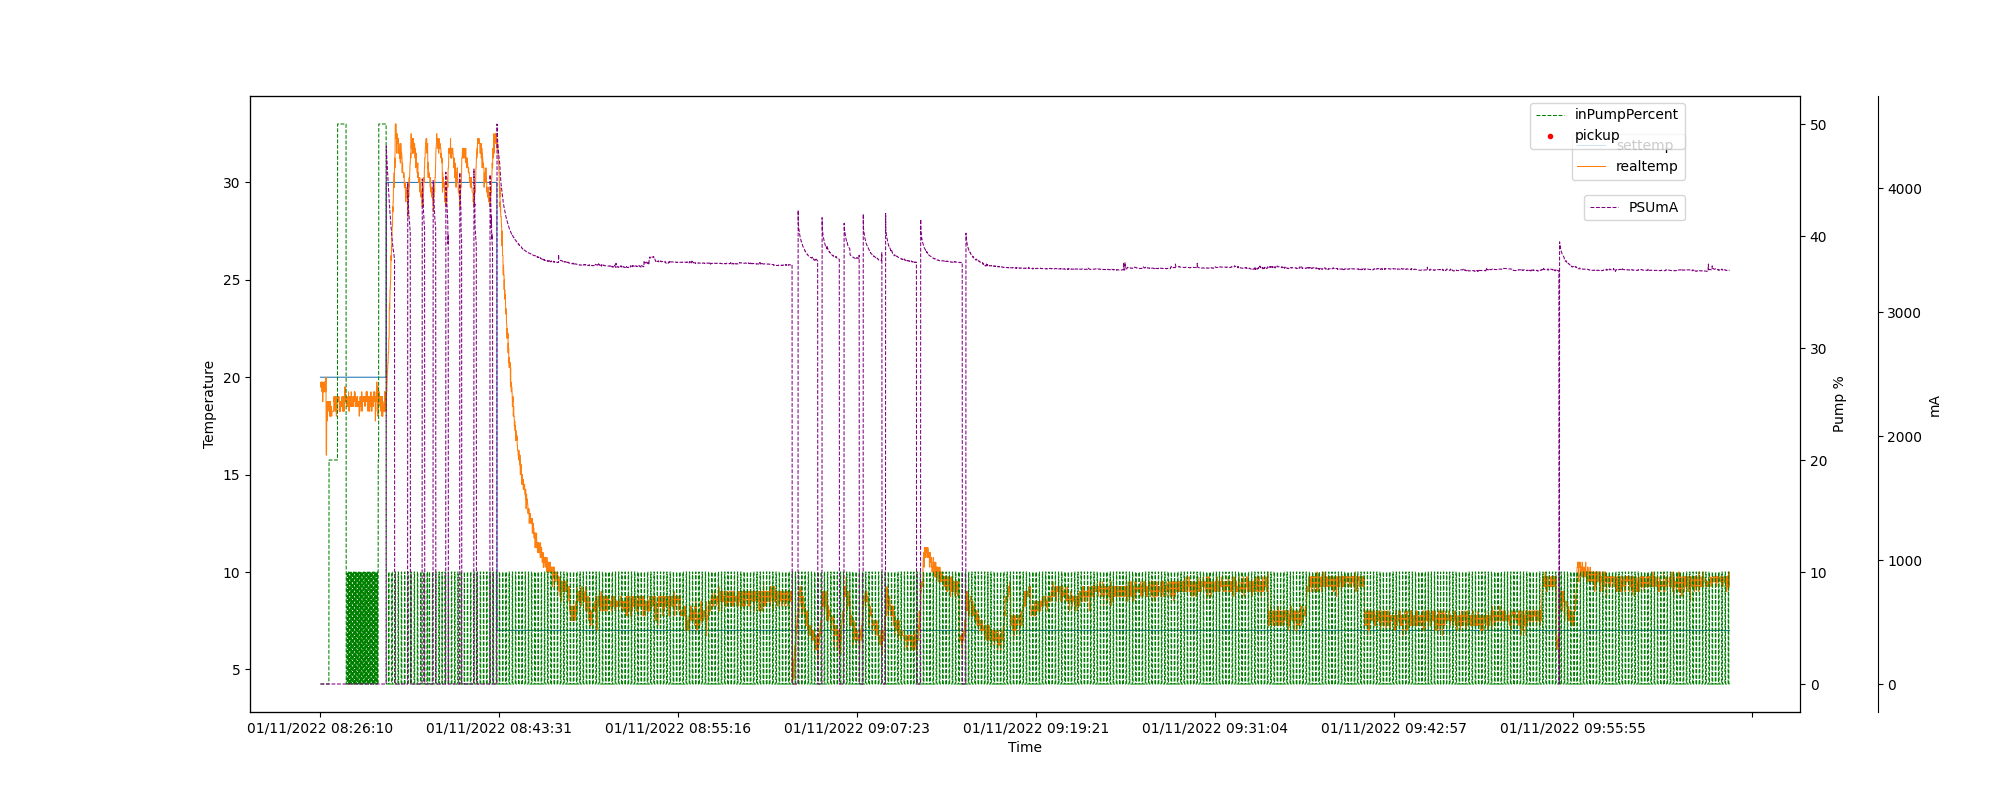 inPumpPercent
pickup
settemp
realtemp
PSUmA
Temperature
30
25
20
15
10
5
50
40
30
20
10
0
Pump %
4000
3000
2000
1000
0
mA
01/11/2022 08:26:10
01/11/2022 08:43:31
01/11/2022 08:55:16
01/11/2022 09:07:23
01/11/2022 09:19:21
01/11/2022 09:31:04
01/11/2022 09:42:57
01/11/2022 09:55:55
Time